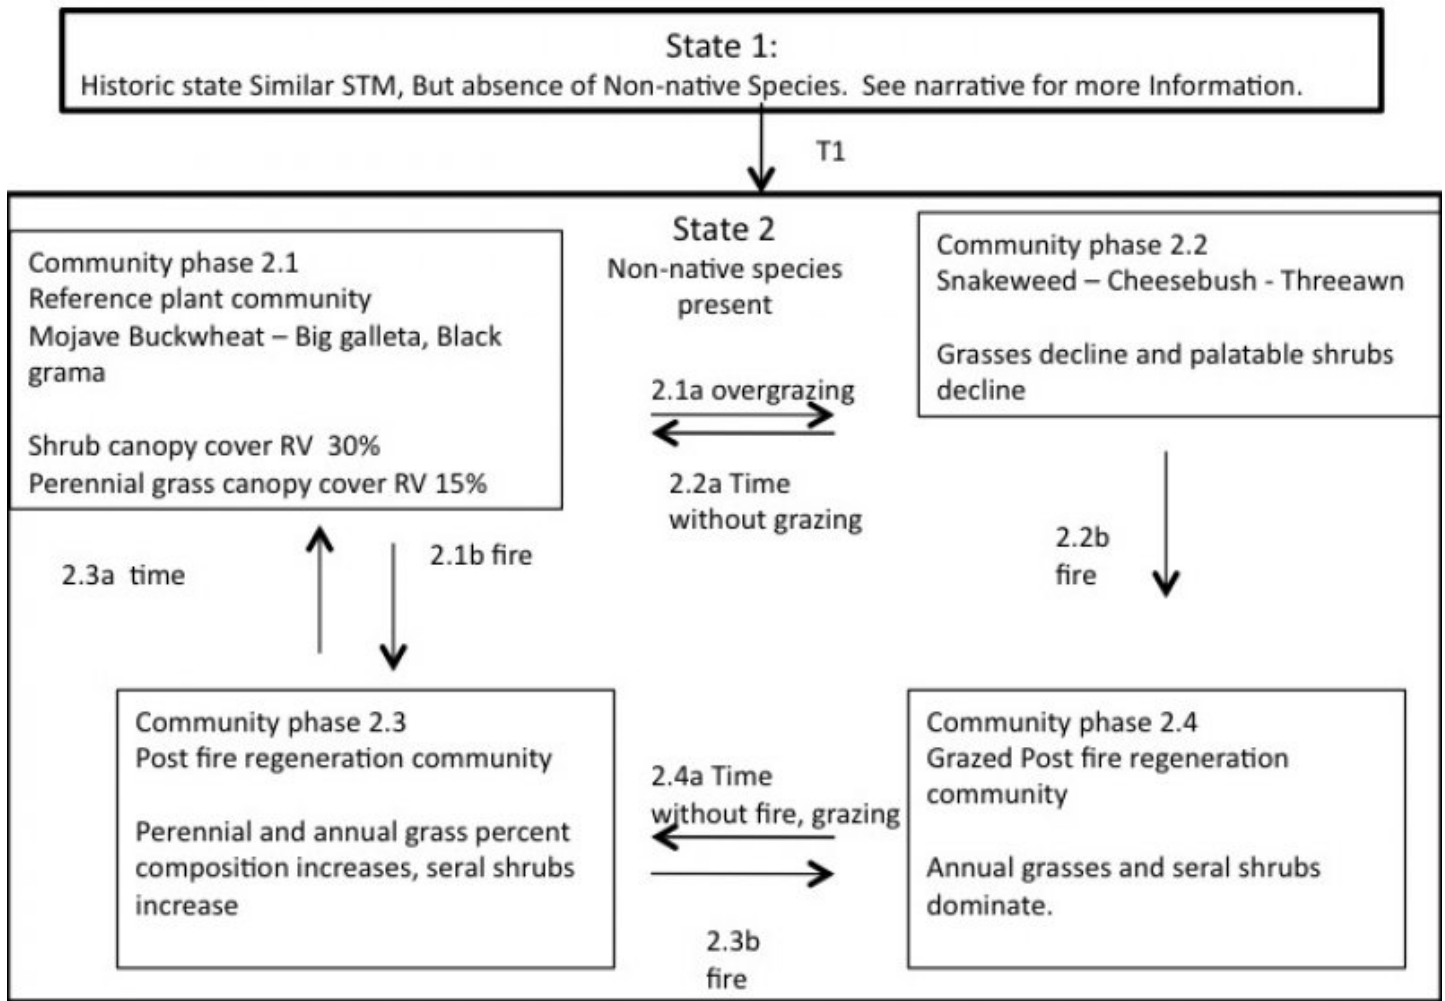 State 1:
Historic state Similar STM, But absence of Non-native Species.  See narrative for more Information.
T1
State 2
Non-native species
present
Community phase 2.1
Reference plant community
Mojave Buckwheat – Big galleta, Black
grama
Shrub canopy cover RV  30%
Perennial grass canopy cover RV 15%
2.1a overgrazing
2.2a Time
without grazing
Community phase 2.2
Snakeweed – Cheesebush - Threeawn
Grasses decline and palatable shrubs
decline
2.3a  time
2.1b fire
2.2b
fire
Community phase 2.3
Post fire regeneration community
Perennial and annual grass percent
composition increases, seral shrubs
increase
2.4a Time
without fire, grazing
2.3b
fire
Community phase 2.4
Grazed Post fire regeneration
community
Annual grasses and seral shrubs
dominate.